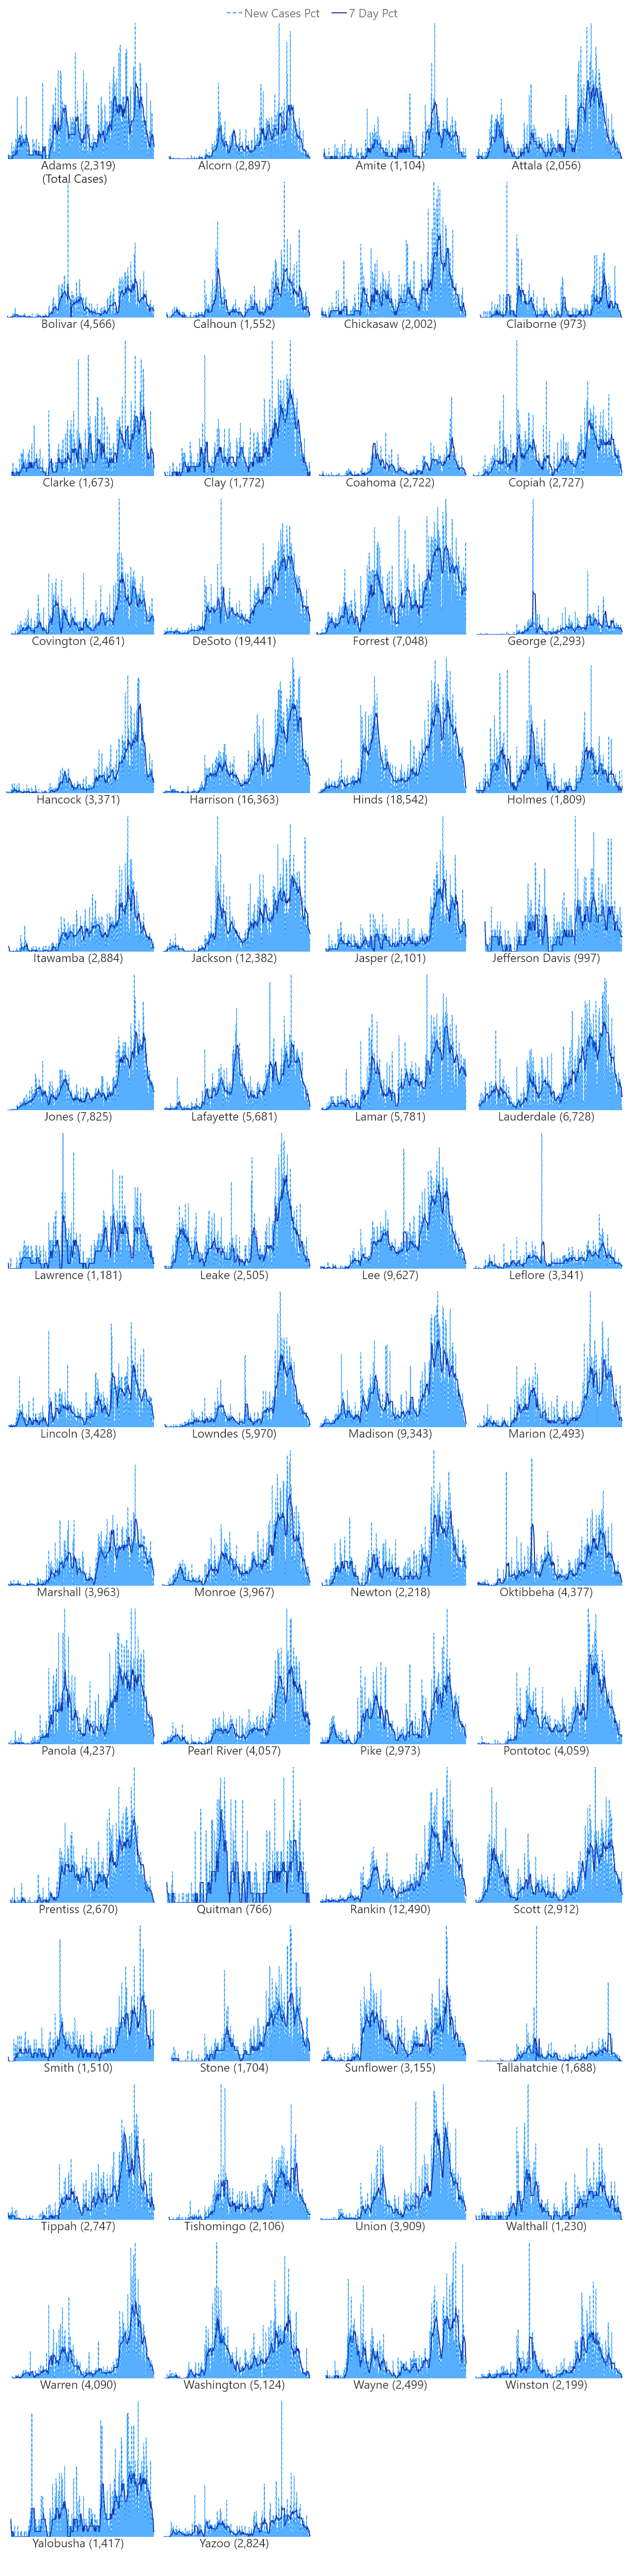 New Cases Pct 7 Day Pct
Adams (2,319) Alcorn (2,897) Amite (1,104) Attala (2,056)
(Total Cases)
Bolivar (4,566) Calhoun (1,552) Chickasaw (2,002) Claiborne (973)
Clarke (1,673) Clay (1,772) Coahoma (2,722) Copiah (2,727)
Covington (2,461) DeSoto (19,441) Forrest (7,048) George (2,293)
Hancock (3,371) Harrison (16,363) Hinds (18,542) Holmes (1,809)
Itawamba (2,884) Jackson (12,382) Jasper (2,101) Jefferson Davis (997)
Jones (7,825) Lafayette (5,681) Lamar (5,781) Lauderdale (6,728)
Lawrence (1,181) Leake (2,505) Lee (9,627) Leflore (3,341)
Lincoln (3,428) Lowndes (5,970) Madison (9,343) Marion (2,493)
Marshall (3,963) Monroe (3,967) Newton (2,218) Oktibbeha (4,377)
Panola (4,237) Pearl River (4,057) Pike (2,973) Pontotoc (4,059)
Prentiss (2,670) Quitman (766) Rankin (12,490) Scott (2,912)
Smith (1,510) Stone (1,704) Sunflower (3,155) Tallahatchie (1,688)
Tippah (2,747) Tishomingo (2,106) Union (3,909) Walthall (1,230)
Warren (4,090) Washington (5,124) Wayne (2,499) Winston (2,199)
Yalobusha (1,417) Yazoo (2,824)